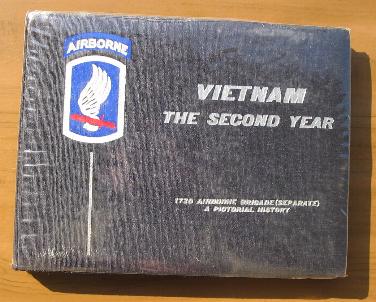 AIRBORNE
VIETNAM
THE SECOND YEAR
173D AIRBORNE BRIGADE (SEPARATE)
A PICTORIAL HISTORY